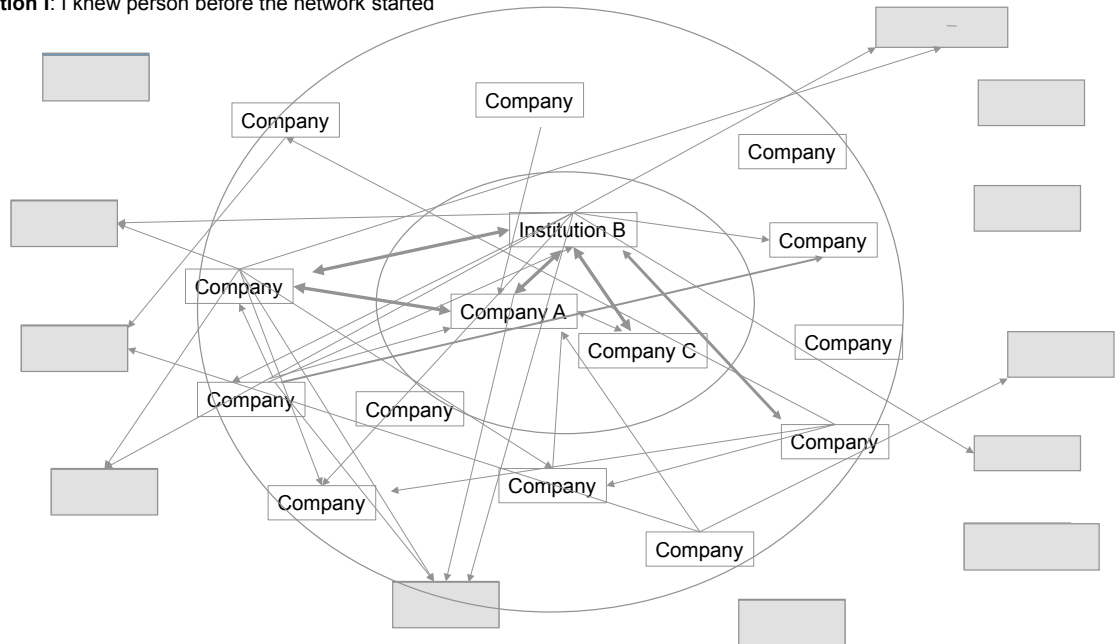 tion I: I knew person before the network started
Company
Company
Company
Institution B
Company
Company
Company A
Company C
Company
Company
Company
Company
Company
Company
Company